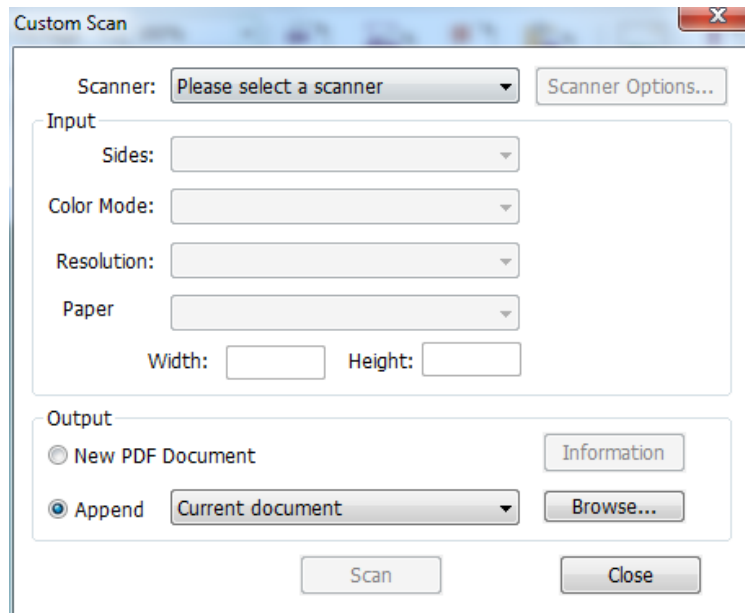 Custom Scan
Scanner: Please select a scanner Scanner Options...
Input
Sides:
Color Mode:
Resolution:
Paper
Width: Height:
Output
New PDF Document Information
Append Current document Browse...
Scan Close